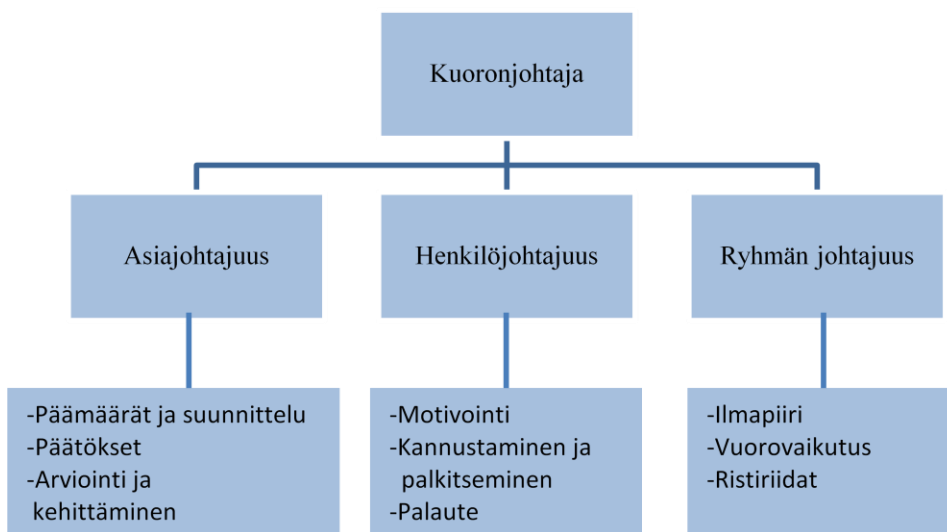 Kuoronjohtaja
Asiajohtajuus
Henkilöjohtajuus
Ryhmän johtajuus
-Päämäärät ja suunnittelu
-Päätökset
-Arviointi ja
kehittäminen
-Motivointi
-Kannustaminen ja
palkitseminen
-Palaute
-Ilmapiiri
-Vuorovaikutus
-Ristiriidat